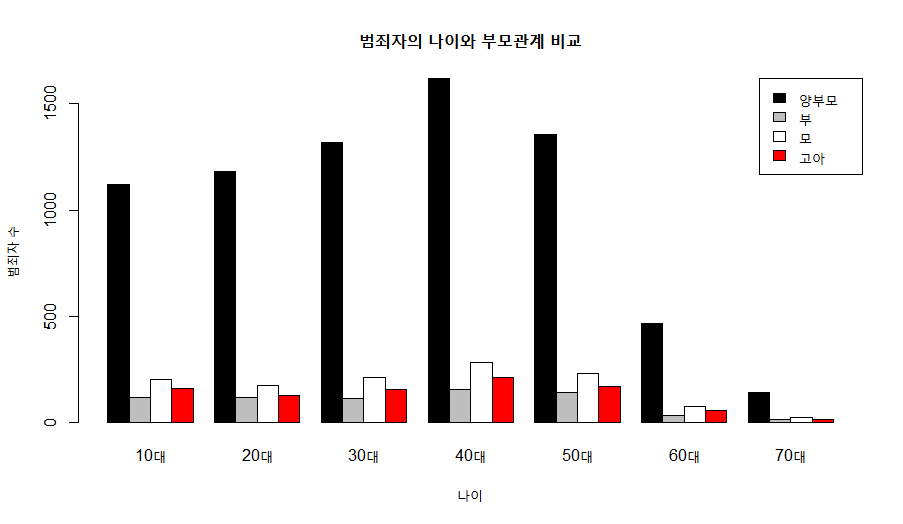 범죄자의 나이와 부모관계 비교
양부모
부
모
고아
범죄자 수
1500
1000
500
0
10대 20대 30대 40대 50대 60대 70대
나이